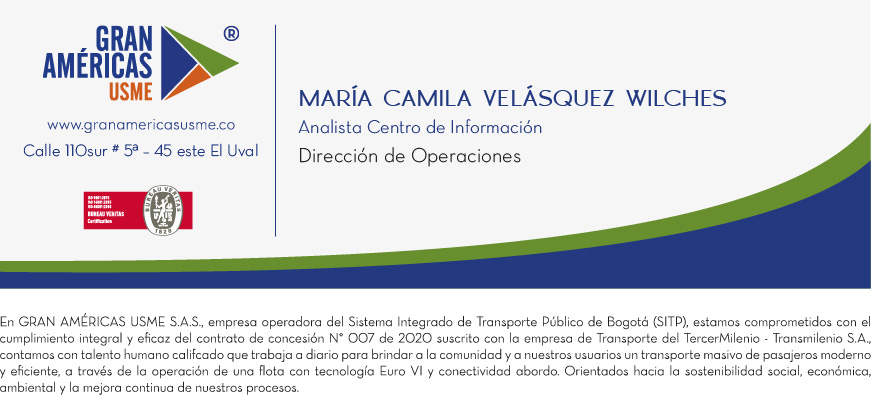 GRAN
AMÉRICAS
USME
®
www.granamericasusme.co
Calle 110sur # 5ª - 45 este El Uval
BUREAU VERITAS
Certification
BUREAU VERITAS
1828
MARÍA CAMILA VELÁSQUEZ WILCHES
Analista Centro de Información
Dirección de Operaciones
En GRAN AMÉRICAS USME S.A.S., empresa operadora del Sistema Integrado de Transporte Público de Bogotá (SITP), estamos comprometidos con el
cumplimiento integral y eficaz del contrato de concesión N° 007 de 2020 suscrito con la empresa de Transporte del TercerMilenio - Transmilenio S.A.,
contamos con talento humano califcado que trabaja a diario para brindar a la comunidad y a nuestros usuarios un transporte masivo de pasajeros moderno
y eficiente, a través de la operación de una flota con tecnología Euro VI y conectividad abordo. Orientados hacia la sostenibilidad social, económica,
ambiental y la mejora continua de nuestros procesos.